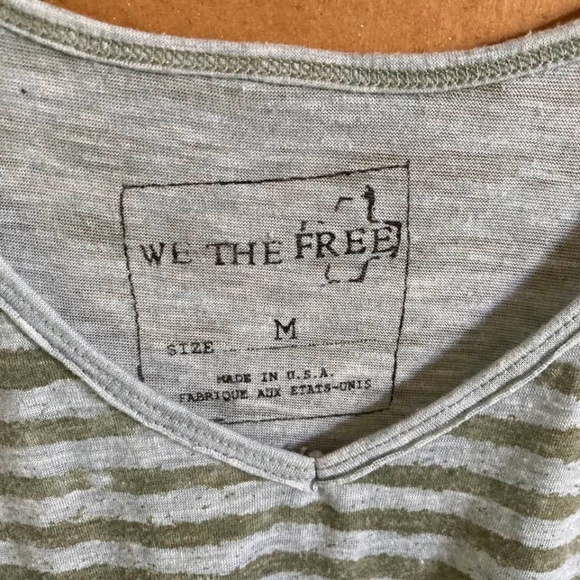 WE THE FREE
SIZE M
MADE IN U.S.A.
FABRIQUE AUX ETATS-UNIS